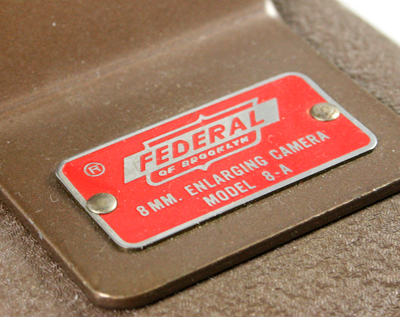 ®
FEDERAL
OF BROOKLYN
8 MM. ENLARGING CAMERA
MODEL 8-A